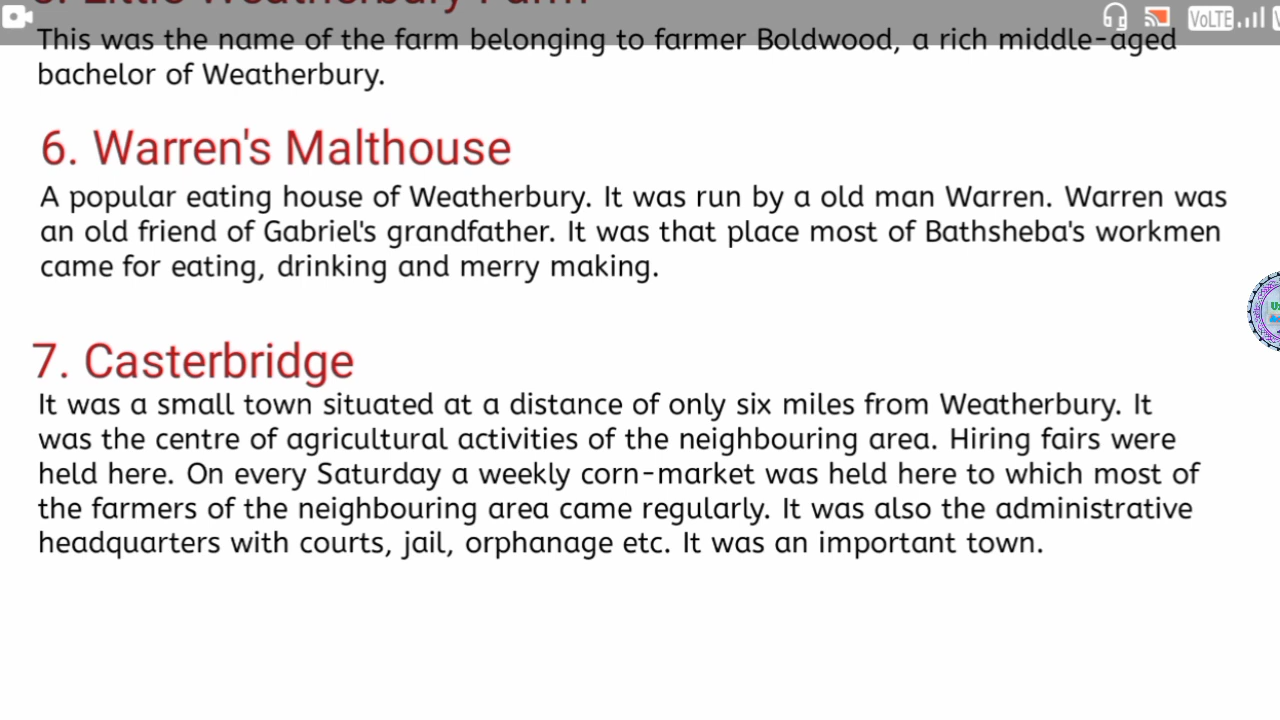 This was the name of the farm belonging to farmer Boldwood, a rich middle-aged
bachelor of Weatherbury.
6. Warren's Malthouse
A popular eating house of Weatherbury. It was run by a old man Warren. Warren was
an old friend of Gabriel's grandfather. It was that place most of Bathsheba's workmen
came for eating, drinking and merry making.
7. Casterbridge
It was a small town situated at a distance of only six miles from Weatherbury. It
was the centre of agricultural activities of the neighbouring area. Hiring fairs were
held here. On every Saturday a weekly corn-market was held here to which most of
the farmers of the neighbouring area came regularly. It was also the administrative
headquarters with courts, jail, orphanage etc. It was an important town.
VoLTE